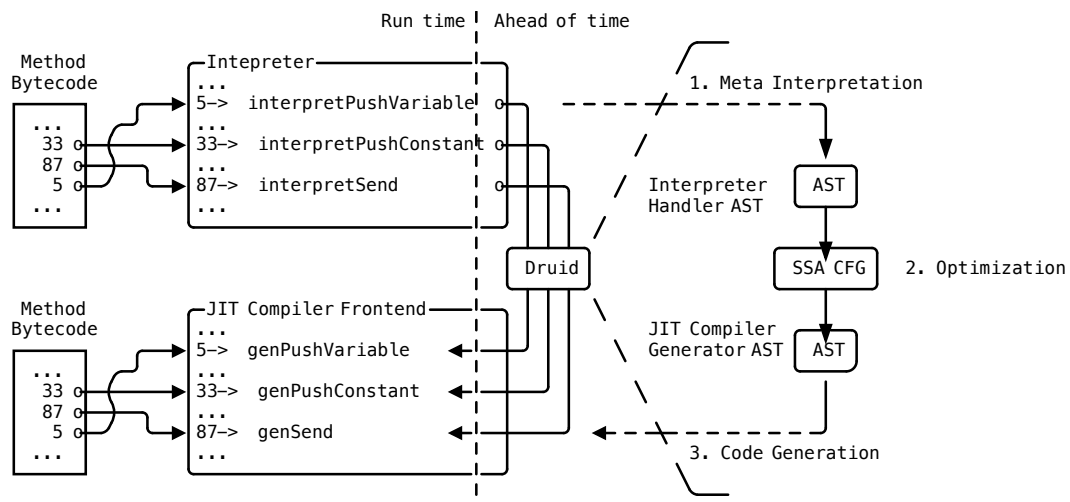 Run time
Ahead of time
Method
Bytecode
...
33
87
5
...
Intepreter
...
5-> interpretPushVariable
...
33-> interpretPushConstant
...
87-> interpretSend
...
1. Meta Interpretation
Interpreter
Handler AST
AST
Druid
SSA CFG
2. Optimization
Method
Bytecode
...
33
87
5
...
JIT Compiler Frontend
...
5-> genPushVariable
...
33-> genPushConstant
...
87-> genSend
...
JIT Compiler
Generator AST
AST
3. Code Generation